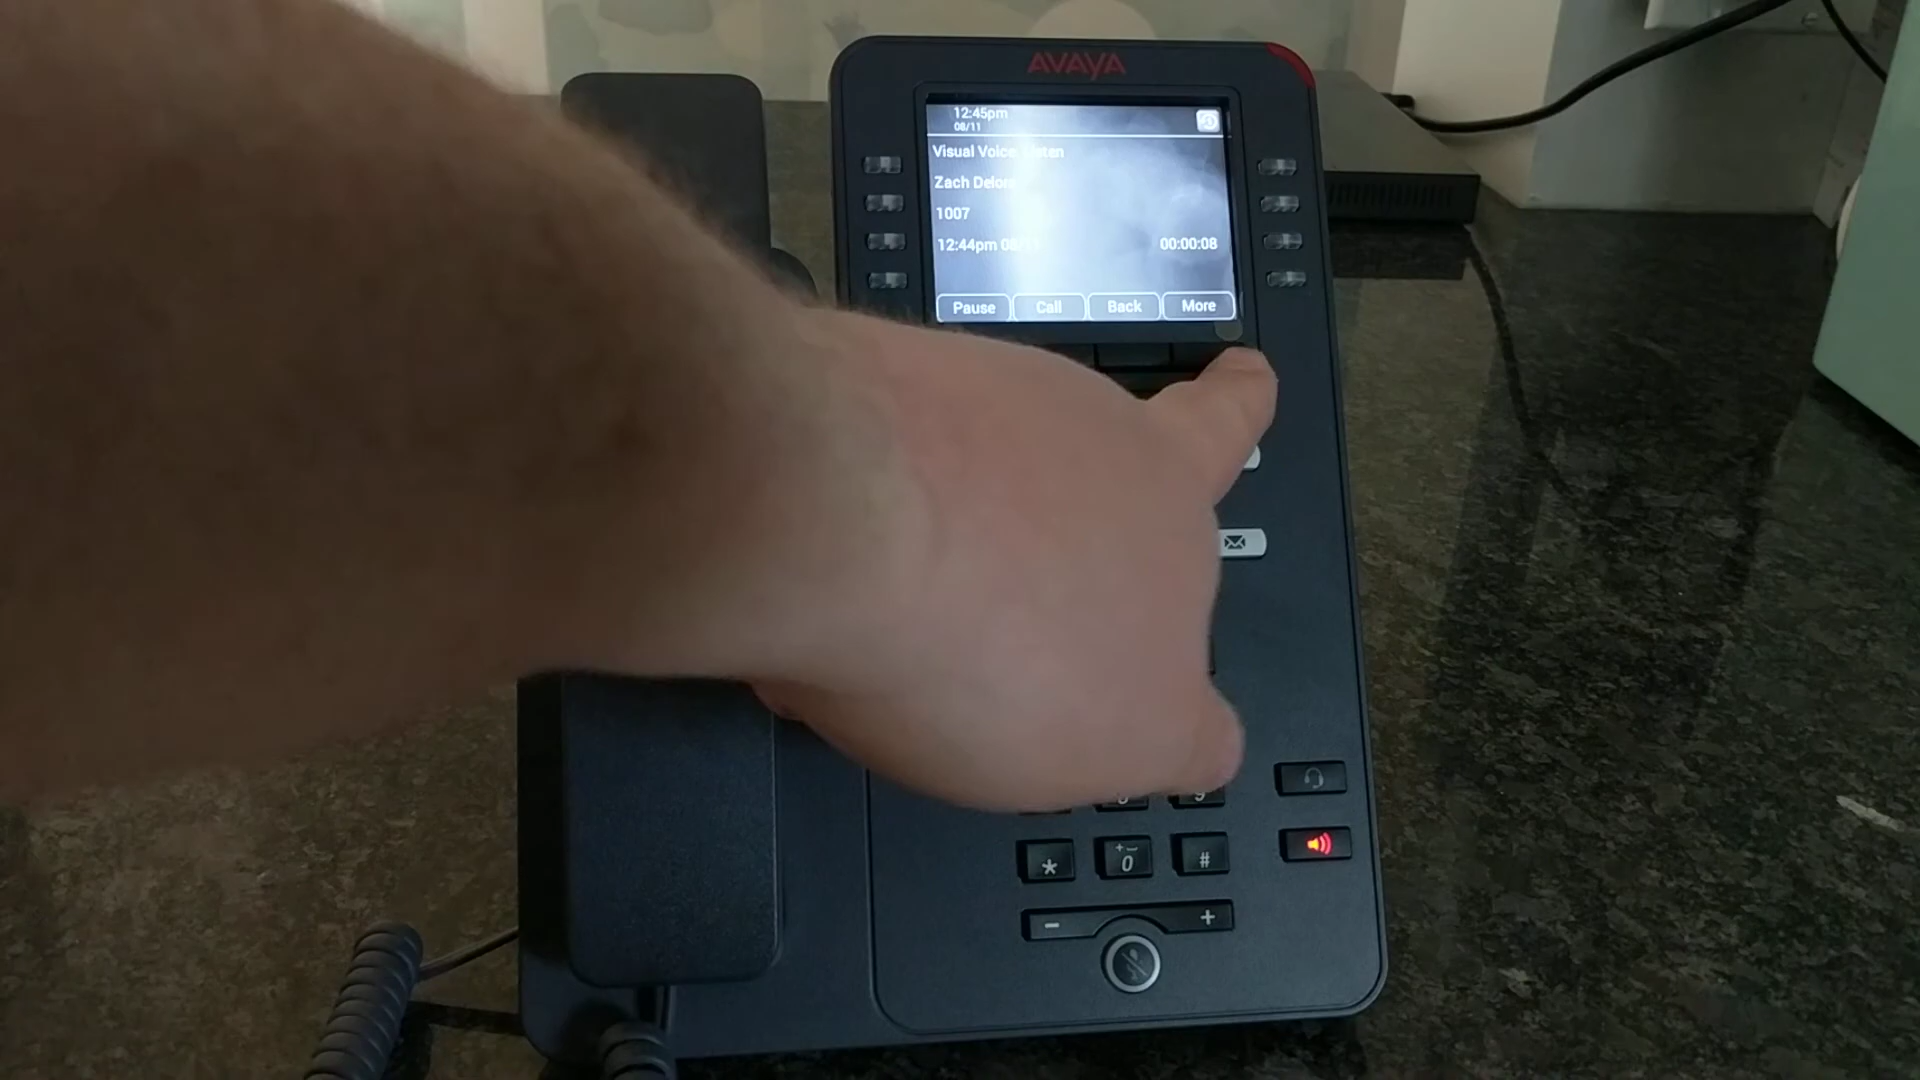 AVAYA
12:45pm
08/11
Visual Voice
Zach
1007
12:44pm 00:00:08
Pause Call Back More
9
* 0 #
- +